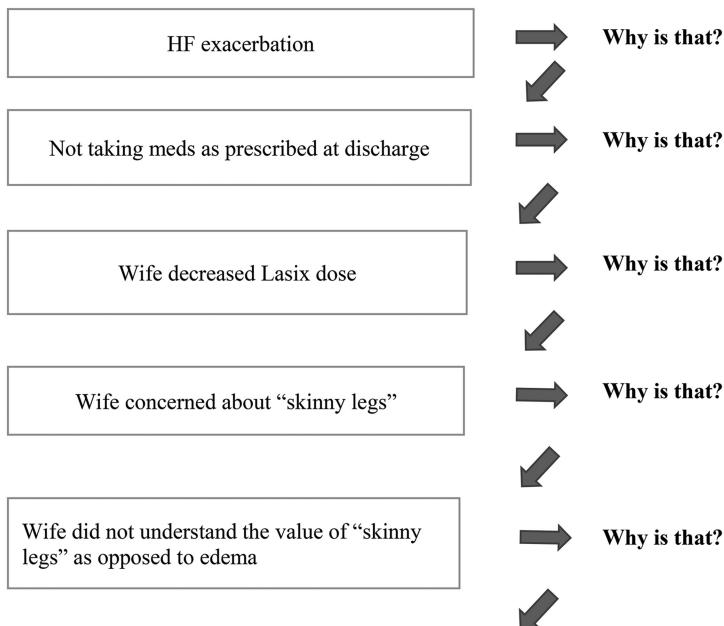 HF exacerbation
Why is that?
Not taking meds as prescribed at discharge
Why is that?
Wife decreased Lasix dose
Why is that?
Wife concerned about “skinny legs”
Why is that?
Wife did not understand the value of “skinny
legs” as opposed to edema
Why is that?